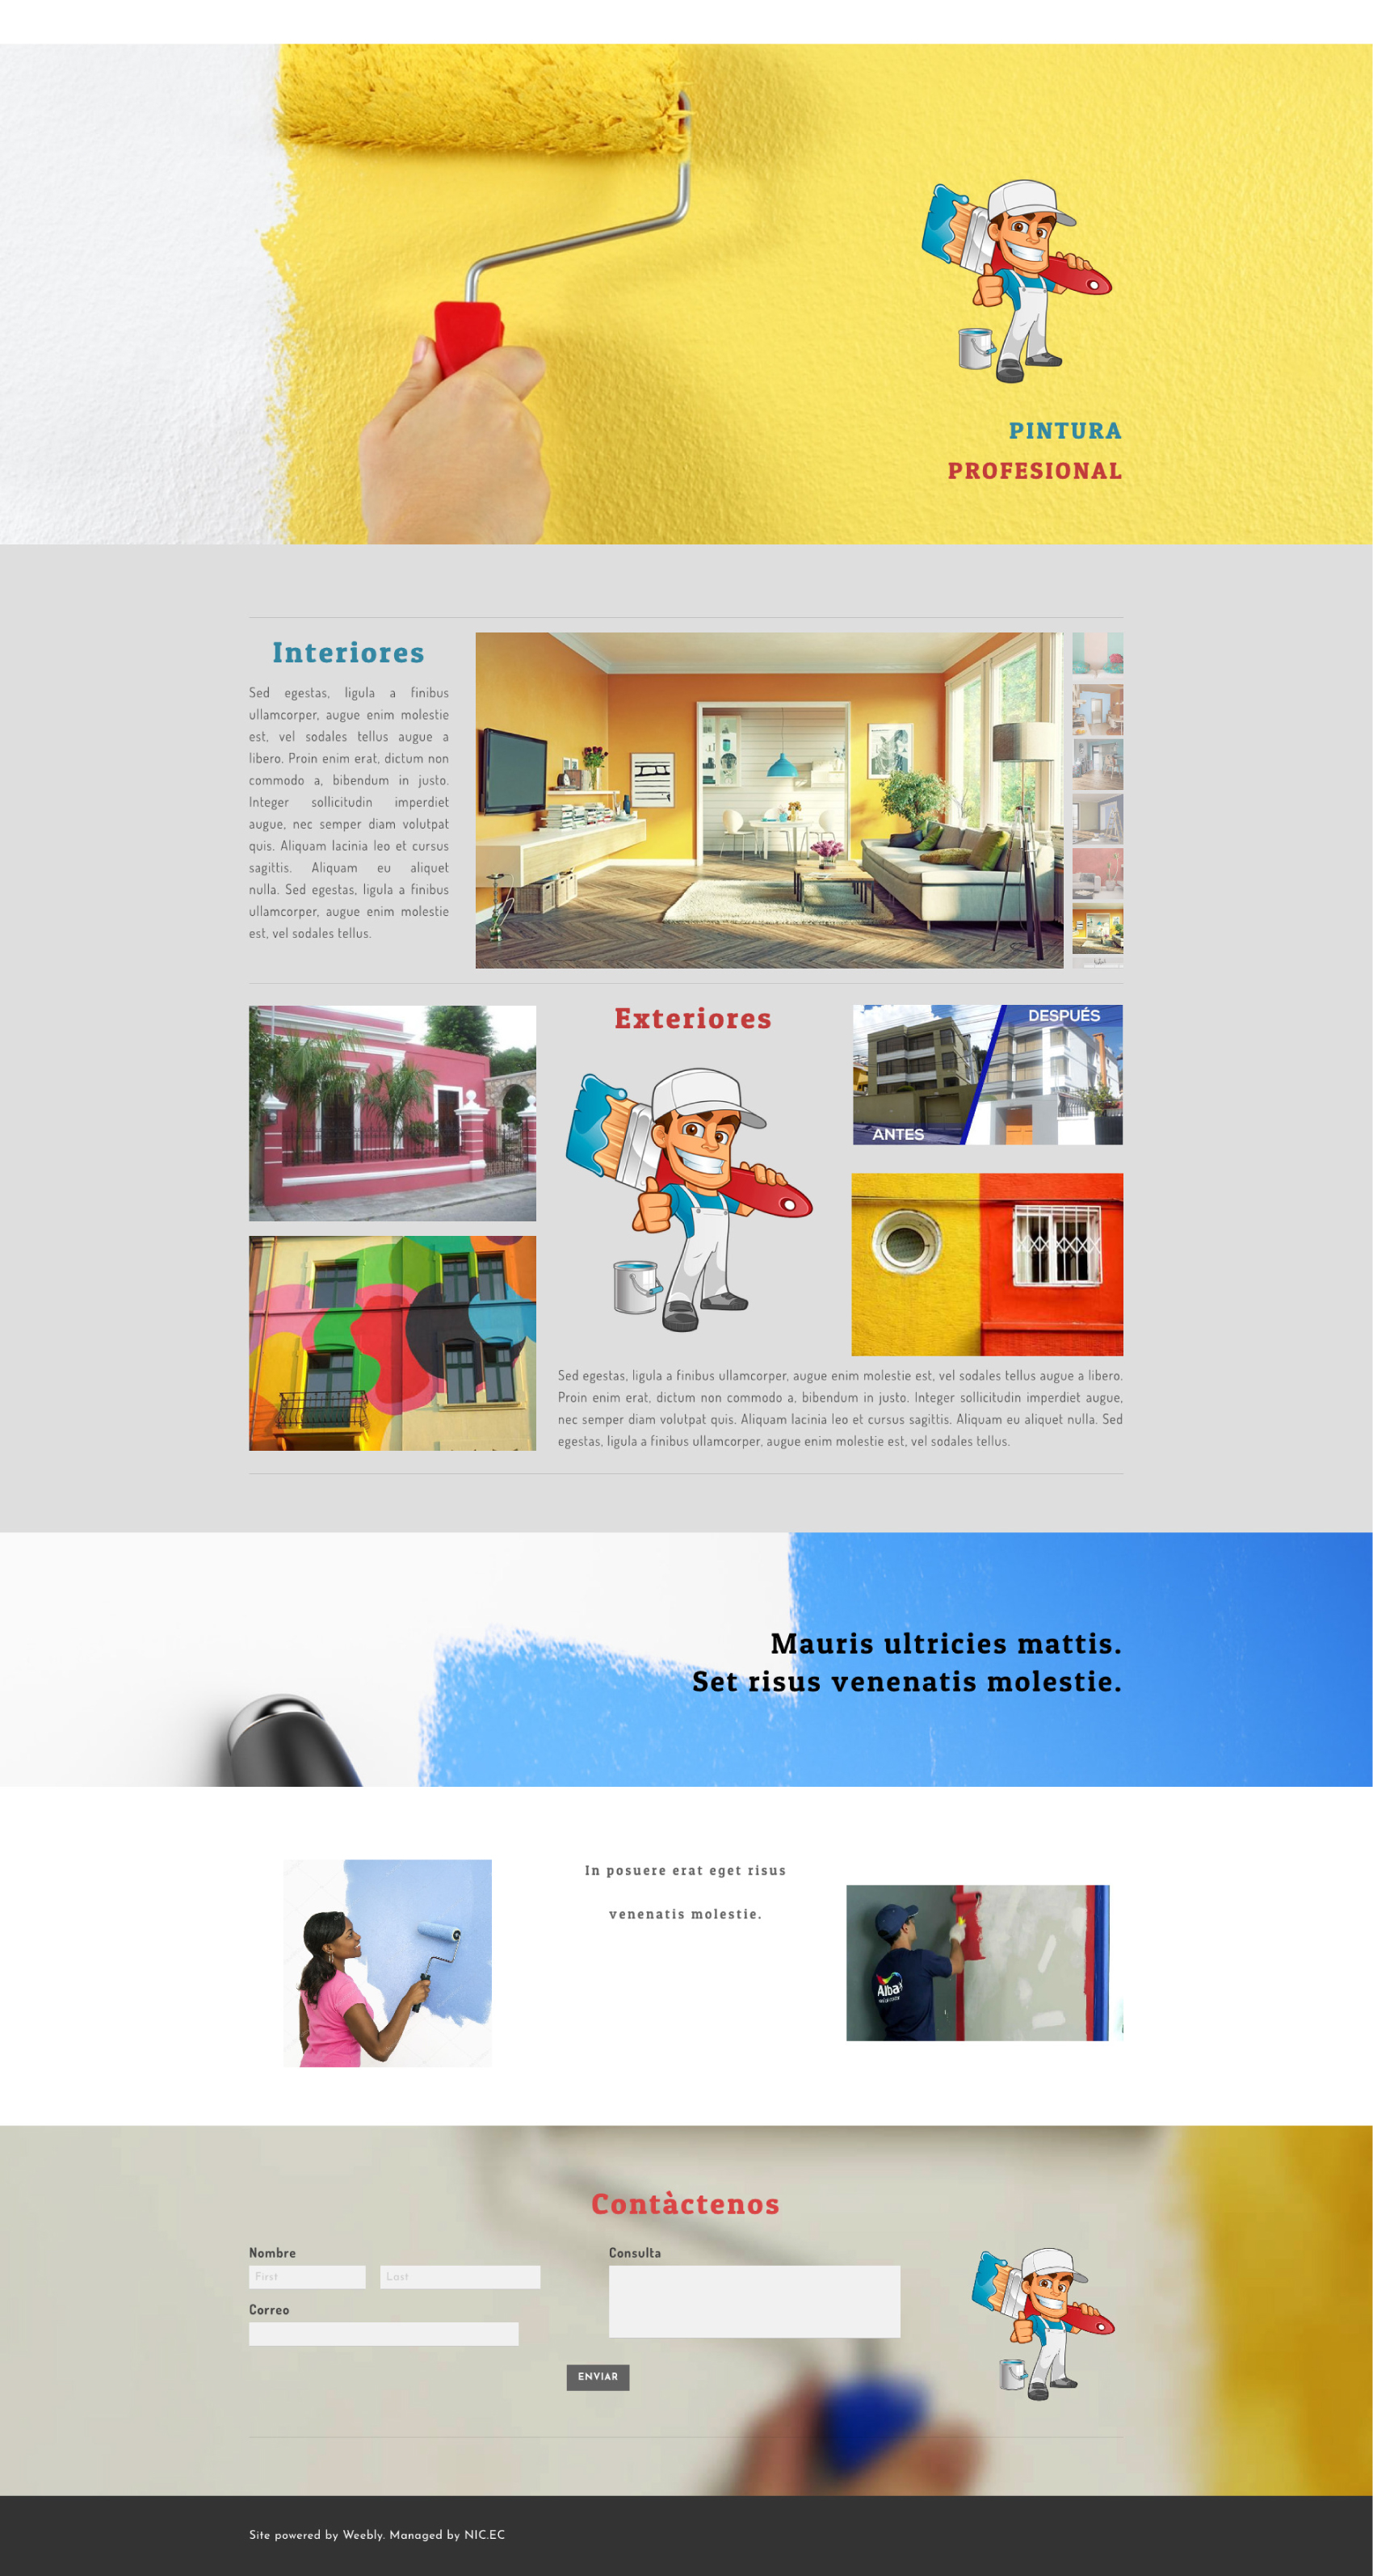 PINTURA
PROFESIONAL
Interiores
Sed egestas, ligula a finibus
ullamcorper, augue enim molestie
est, vel sodales tellus augue a
libero. Proin enim erat, dictum non
commodo a, bibendum in justo.
Integer sollicitudin imperdiet
augue, nec semper diam volutpat
quis. Aliquam lacinia leo et cursus
sagittis. Aliquam eu aliquet
nulla. Sed egestas, ligula a finibus
ullamcorper, augue enim molestie
est, vel sodales tellus.
Exteriores
DESPUÉS
ANTES
Sed egestas, ligula a finibus ullamcorper, augue enim molestie est, vel sodales tellus augue a libero.
Proin enim erat, dictum non commodo a, bibendum in justo. Integer sollicitudin imperdiet augue,
nec semper diam volutpat quis. Aliquam lacinia leo et cursus sagittis. Aliquam eu aliquet nulla. Sed
egestas, ligula a finibus ullamcorper, augue enim molestie est, vel sodales tellus.
Mauris ultricies mattis.
Set risus venenatis molestie.
In posuere erat eget risus
venenatis molestie.
Alba
Contàctenos
Nombre
First
Last
Correo
Consulta
ENVIAR
Site powered by Weebly. Managed by NIC.EC